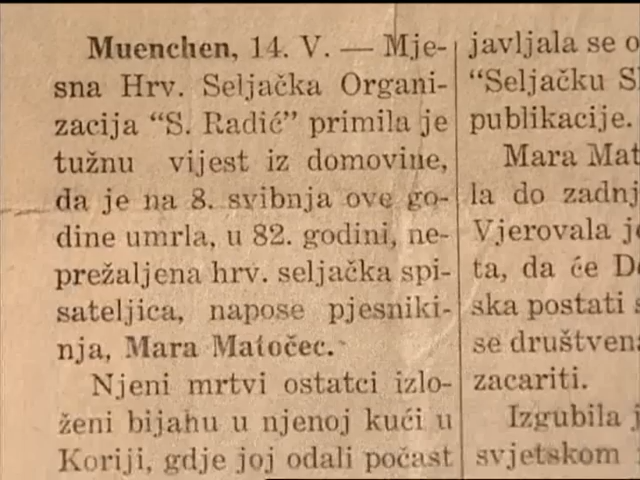 Muenchen, 14. V. — Mje-
sna Hrv. Seljačka Organi-
zacija “S. Radić” primila je
tužnu vijest iz domovine,
da je na 8. svibnja ove go-
dine umrla, u 82. godini, ne-
prežaljena hrv. seljačka spi-
sateljica, napose pjesniki-
nja, Mara Matočec.
Njeni mrtvi ostatci izlo-
ženi bijahu u njenoj kući u
Koriji, gdje joj odali počast
javljala se o
“Seljačku
publikacije.
Mara
la do
Vjerovala
ta, da će
ska postati
se
zacariti.
Izgubila
svjetskom